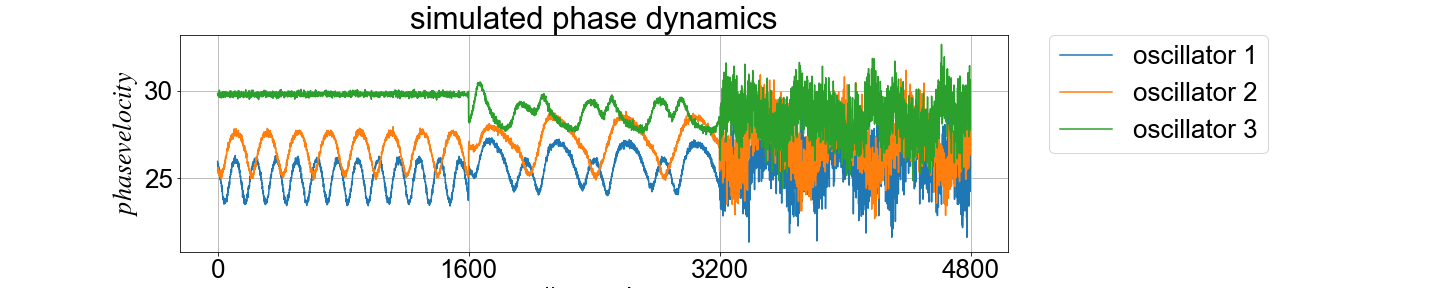 simulated phase dynamics
phasevelocity
30
25
0 1600 3200 4800
oscillator 1
oscillator 2
oscillator 3